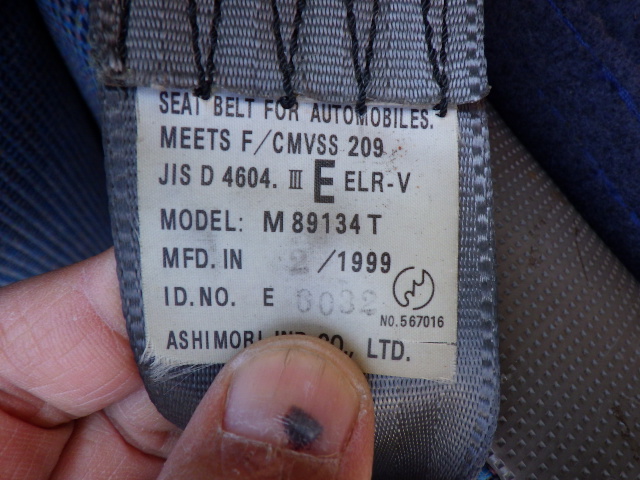 SEAT BELT FOR AUTOMOBILES.
MEETS F/CMVSS 209
JIS D 4604. III E ELR-V
MODEL: M 89134 T
MFD. IN 2 /1999
ID. NO. E 6032
NO. 567016
ASHIMORI IND. CO., LTD.